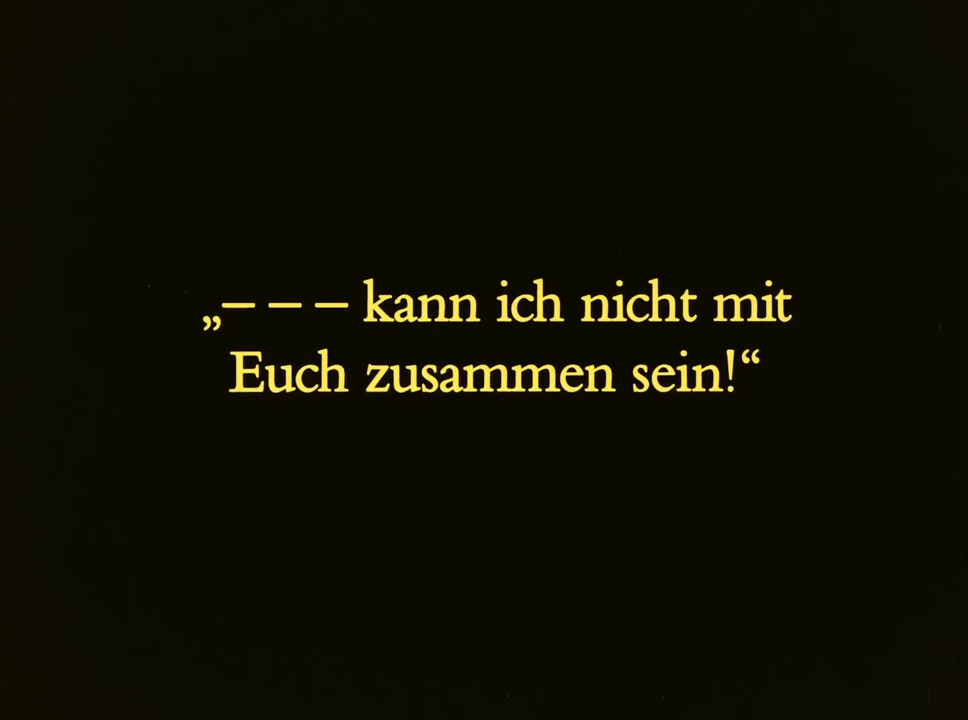 „– – – kann ich nicht mit
Euch zusammen sein!“